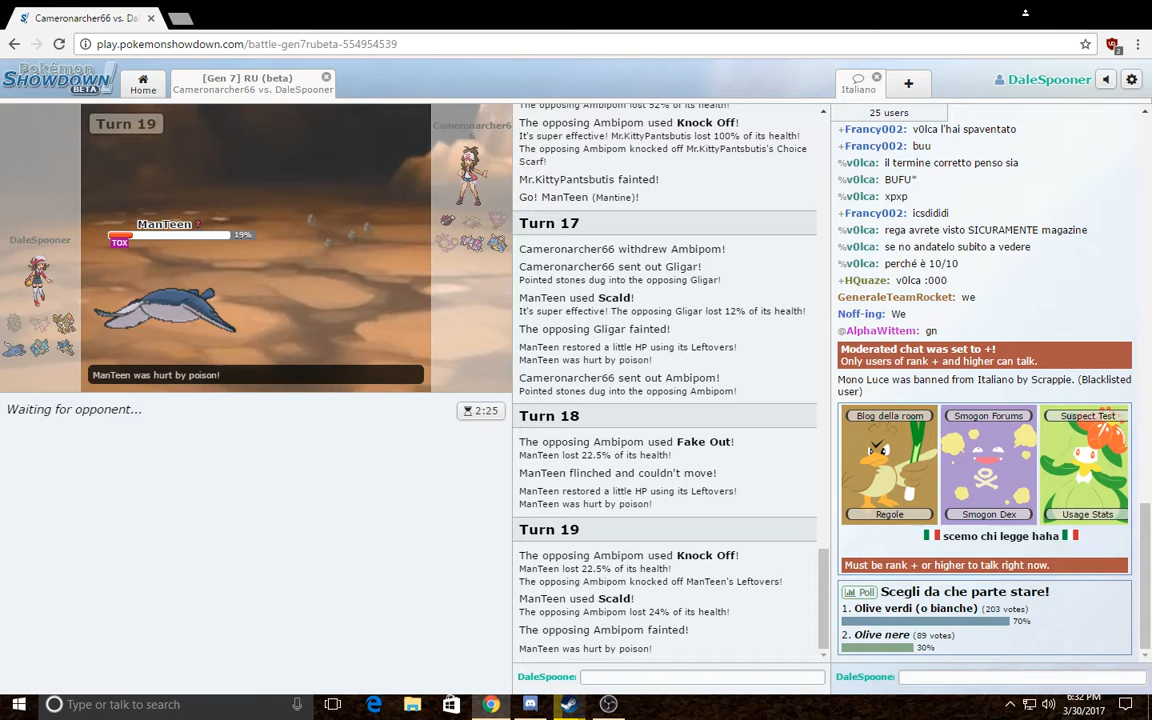 Cameronarcher66 vs. Da
play.pokemonshowdown.com/battle-gen7rubeta-554954539
2
Pokémon
SHOWDOWN!
BETA
Home
[Gen 7] RU (beta)
Cameronarcher66 vs. DaleSpooner
Italiano
DaleSpooner
Turn 19
Cameronarcher6
6
ManTeen
19%
TOX
DaleSpooner
ManTeen was hurt by poison!
Waiting for opponent...
2:25
The opposing Ambipom lost 52% of its health!
The opposing Ambipom used Knock Off!
It's super effective! Mr.KittyPantsbutis lost 100% of its health!
The opposing Ambipom knocked off Mr.KittyPantsbutis's Choice
Scarf!
Mr.KittyPantsbutis fainted!
Go! ManTeen (Mantine)!
Turn 17
Cameronarcher66 withdrew Ambipom!
Cameronarcher66 sent out Gligar!
Pointed stones dug into the opposing Gligar!
ManTeen used Scald!
It's super effective! The opposing Gligar lost 12% of its health!
The opposing Gligar fainted!
ManTeen restored a little HP using its Leftovers!
ManTeen was hurt by poison!
Cameronarcher66 sent out Ambipom!
Pointed stones dug into the opposing Ambipom!
Turn 18
The opposing Ambipom used Fake Out!
ManTeen lost 22.5% of its health!
ManTeen flinched and couldn't move!
ManTeen restored a little HP using its Leftovers!
ManTeen was hurt by poison!
Turn 19
The opposing Ambipom used Knock Off!
ManTeen lost 22.5% of its health!
The opposing Ambipom knocked off ManTeen's Leftovers!
ManTeen used Scald!
The opposing Ambipom lost 24% of its health!
The opposing Ambipom fainted!
ManTeen was hurt by poison!
DaleSpooner
25 users
+Francy002: v0lca l'hai spaventato
+Francy002: buu
%v0lca: il termine corretto penso sia
%v0lca: BUFU*
%v0lca: xpxp
+Francy002: icsdididi
%v0lca: rega avrete visto SICURAMENTE magazine
%v0lca: se no andatelo subito a vedere
%v0lca: perché è 10/10
+HQuaze: v0lca :000
GeneraleTeamRocket: we
Noff-ing: We
@AlphaWittem: gn
Moderated chat was set to +!
Only users of rank + and higher can talk.
Mono Luce was banned from Italiano by Scrappie. (Blacklisted
user)
Blog della room
Smogon Forums
Suspect Test
Regole
Smogon Dex
Usage Stats
scemo chi legge haha
Must be rank + or higher to talk right now.
Poll Scegli da che parte stare!
1. Olive verdi (o bianche) (203 votes)
70%
2. Olive nere (89 votes)
30%
DaleSpooner:
Type or talk to search
6:32 PM
3/30/2017